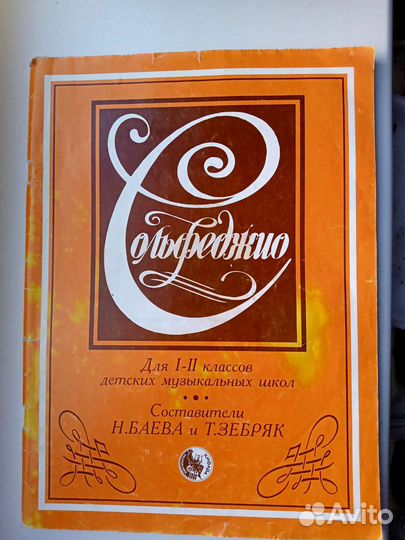 Сольфеджио
Для I-II классов
детских музыкальных школ
Составители
Н.БАЕВА и Т.ЗЕБРЯК
Avito